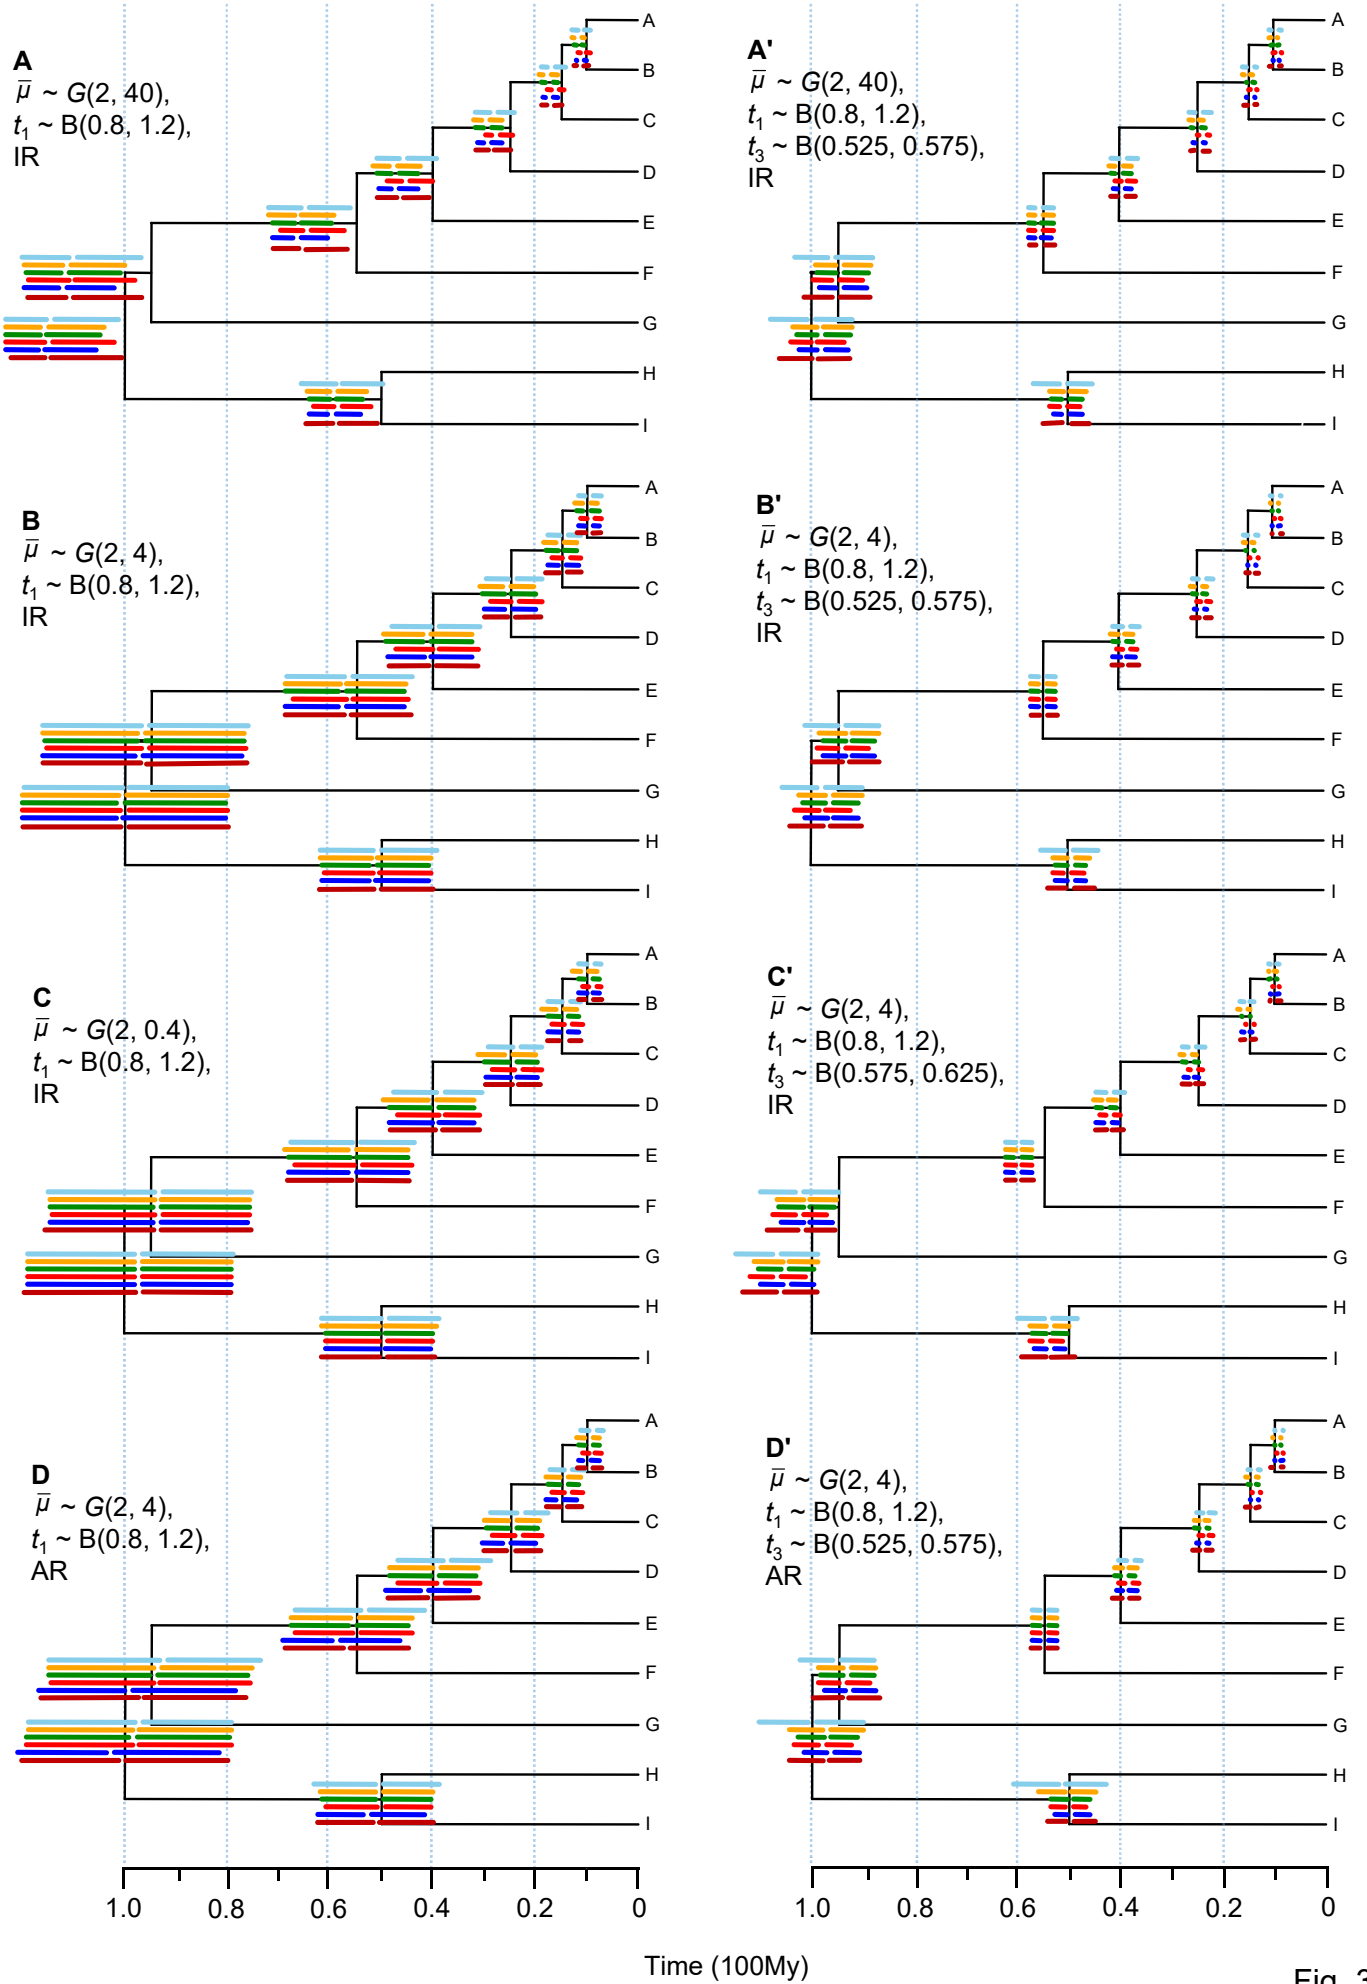 A
μ̄ ~ G(2, 40),
t₁ ~ B(0.8, 1.2),
IR
A
B
C
D
E
F
G
H
I
A'
μ̄ ~ G(2, 40),
t₁ ~ B(0.8, 1.2),
t₃ ~ B(0.525, 0.575),
IR
A
B
C
D
E
F
G
H
I
B
μ̄ ~ G(2, 4),
t₁ ~ B(0.8, 1.2),
IR
A
B
C
D
E
F
G
H
I
B'
μ̄ ~ G(2, 4),
t₁ ~ B(0.8, 1.2),
t₃ ~ B(0.525, 0.575),
IR
A
B
C
D
E
F
G
H
I
C
μ̄ ~ G(2, 0.4),
t₁ ~ B(0.8, 1.2),
IR
A
B
C
D
E
F
G
H
I
C'
μ̄ ~ G(2, 4),
t₁ ~ B(0.8, 1.2),
t₃ ~ B(0.575, 0.625),
IR
A
B
C
D
E
F
G
H
I
D
μ̄ ~ G(2, 4),
t₁ ~ B(0.8, 1.2),
AR
A
B
C
D
E
F
G
H
I
D'
μ̄ ~ G(2, 4),
t₁ ~ B(0.8, 1.2),
t₃ ~ B(0.525, 0.575),
AR
A
B
C
D
E
F
G
H
I
1.0 0.8 0.6 0.4 0.2 0
1.0 0.8 0.6 0.4 0.2 0
Time (100My)
Fig. 3